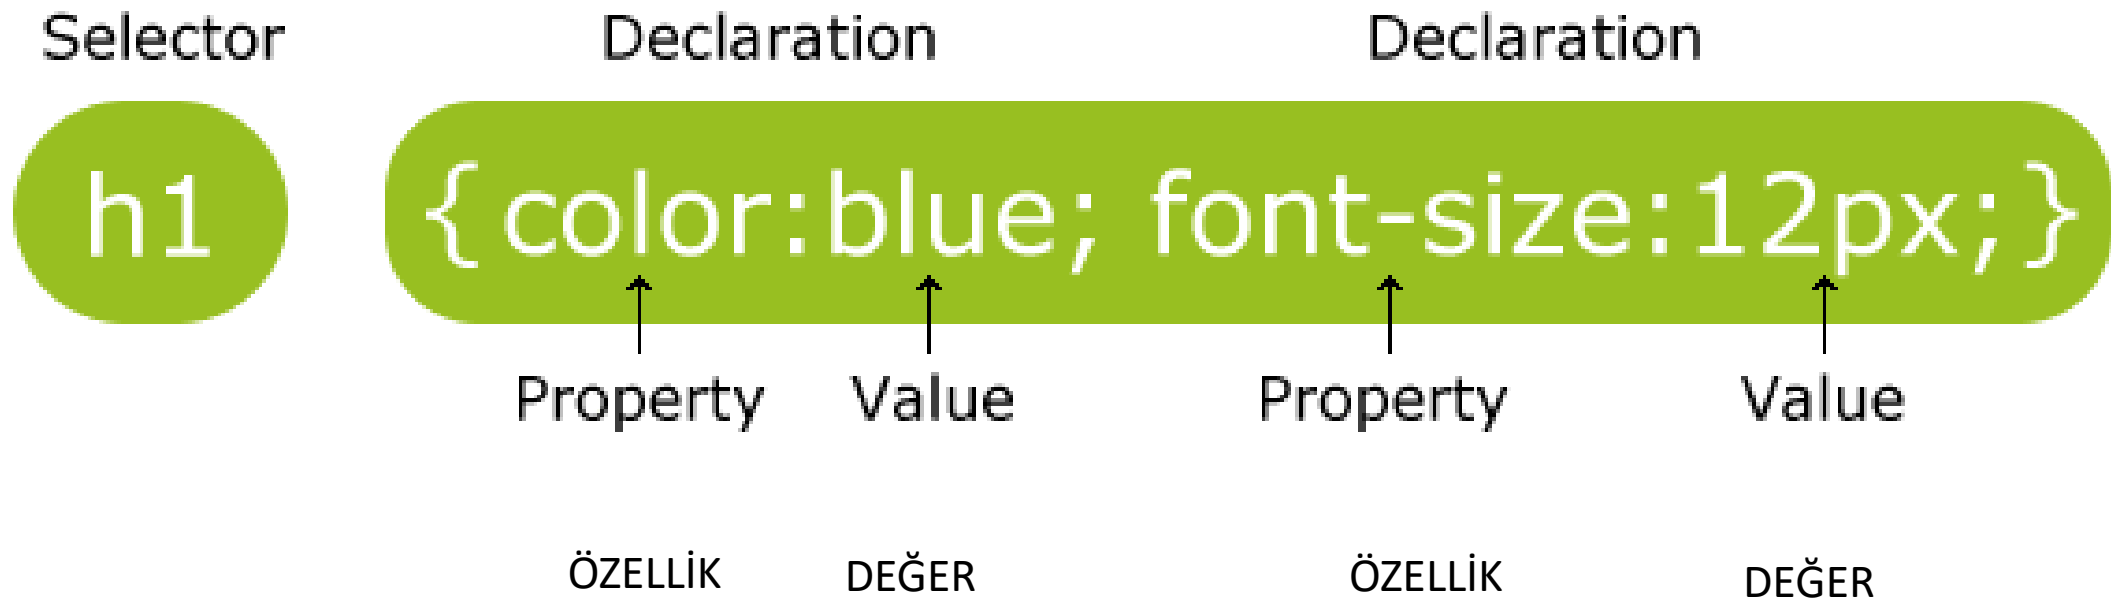 Selector Declaration Declaration
h1 {color:blue; font-size:12px;}
Property Value Property Value
ÖZELLİK DEĞER ÖZELLİK DEĞER